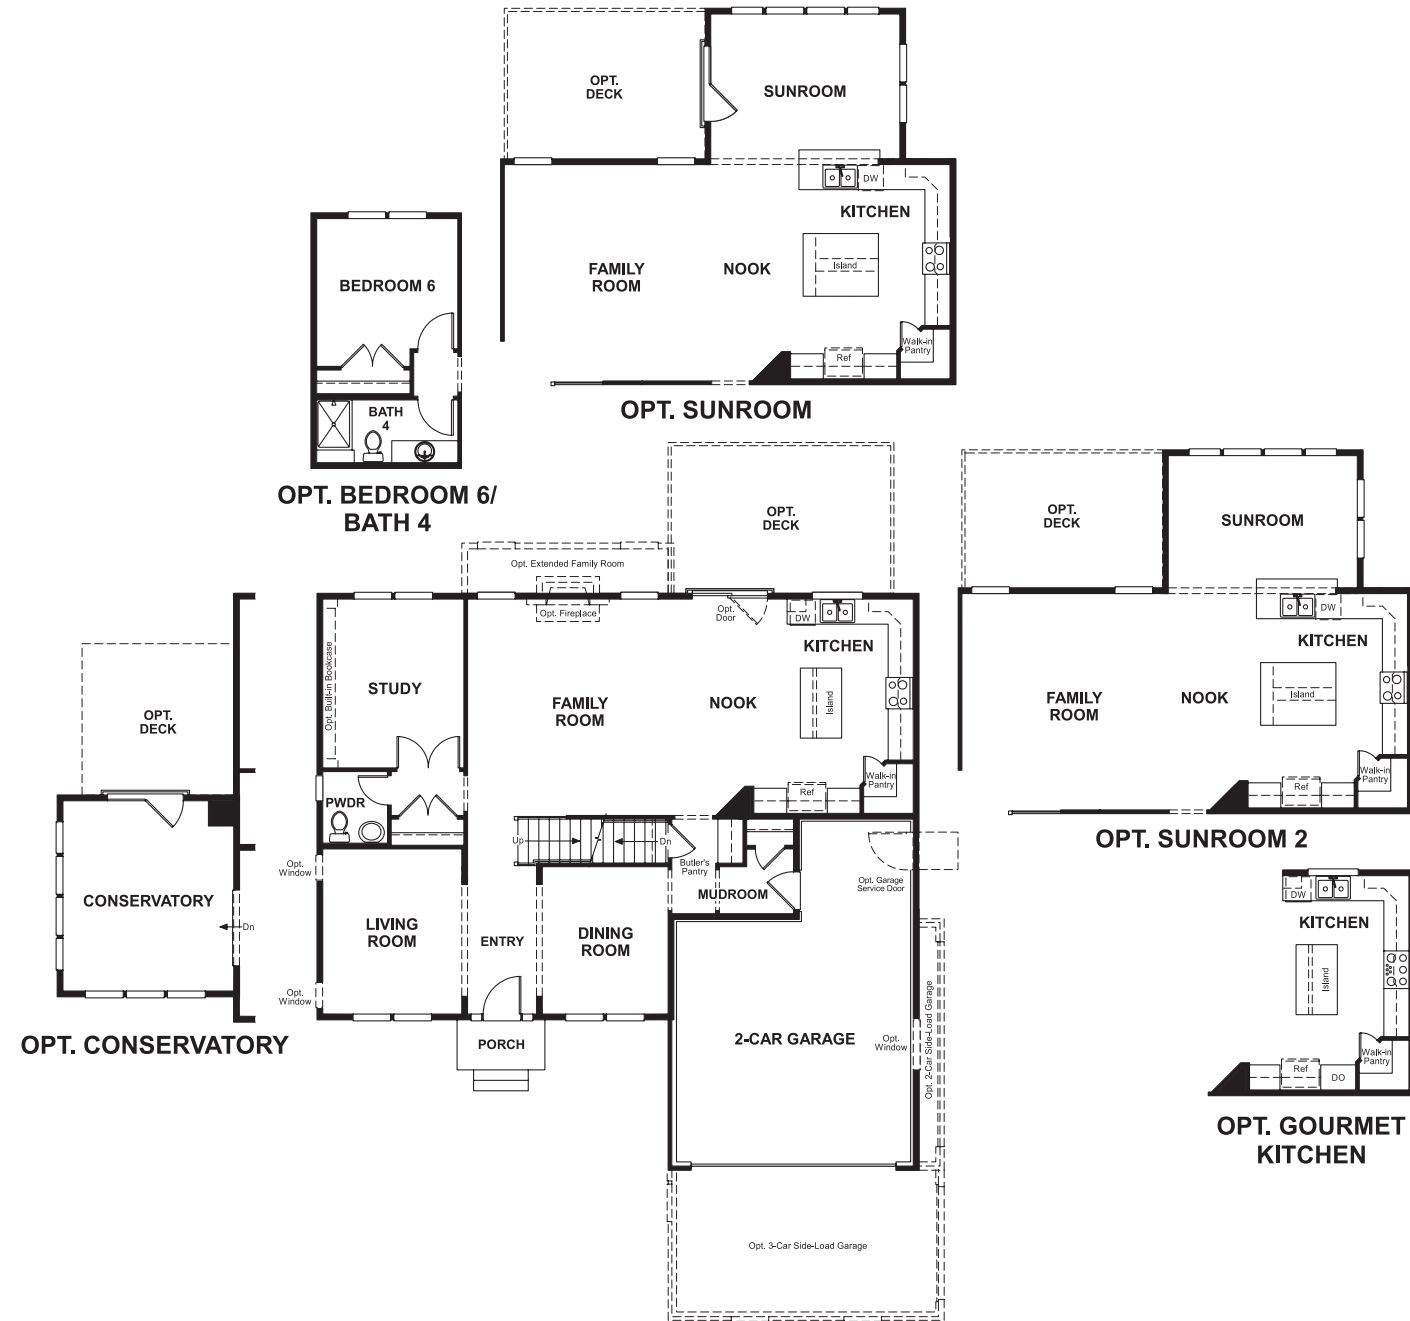 OPT.
DECK
SUNROOM
DW
KITCHEN
Island
FAMILY
ROOM
NOOK
Walk-in
Pantry
Ref
OPT. SUNROOM
BEDROOM 6
BATH
4
OPT. BEDROOM 6/
BATH 4
OPT.
DECK
Opt. Extended Family Room
Opt. Fireplace
Opt.
Door
DW
KITCHEN
Opt. Built-in Bookcase
STUDY
FAMILY
ROOM
NOOK
Island
Walk-in
Pantry
Ref
PWDR
Up
Dn
Butler's
Pantry
MUDROOM
Opt. Garage
Service Door
Opt.
Window
LIVING
ROOM
ENTRY
DINING
ROOM
Opt.
Window
PORCH
2-CAR GARAGE
Opt.
Window
Opt. 2-Car Side-Load Garage
Opt. 2-Car Side-Load Garage
Opt. 3-Car Side-Load Garage
OPT.
DECK
CONSERVATORY
Dn
OPT. CONSERVATORY
OPT.
DECK
SUNROOM
DW
KITCHEN
Island
FAMILY
ROOM
NOOK
Walk-in
Pantry
Ref
OPT. SUNROOM 2
DW
KITCHEN
Island
Walk-in
Pantry
Ref
DO
OPT. GOURMET
KITCHEN